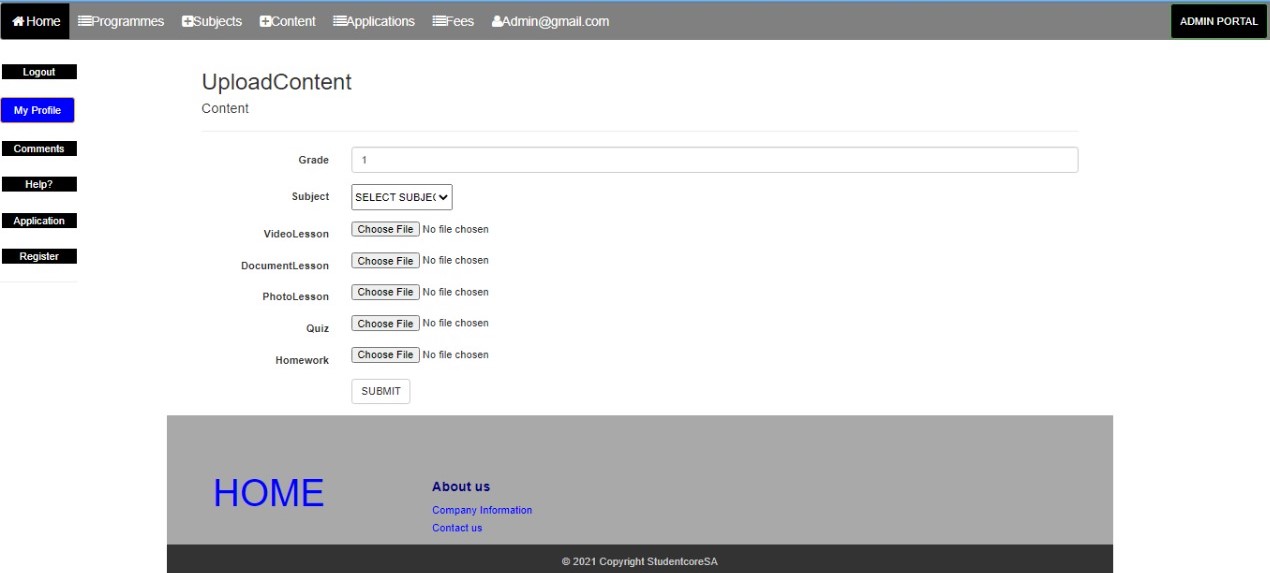 Home Programmes Subjects Content Applications Fees Admin@gmail.com ADMIN PORTAL
Logout
My Profile
Comments
Help?
Application
Register
UploadContent
Content
Grade 1
Subject SELECT SUBJEC
VideoLesson Choose File No file chosen
DocumentLesson Choose File No file chosen
PhotoLesson Choose File No file chosen
Quiz Choose File No file chosen
Homework Choose File No file chosen
SUBMIT
HOME
About us
Company Information
Contact us
© 2021 Copyright StudentcoreSA